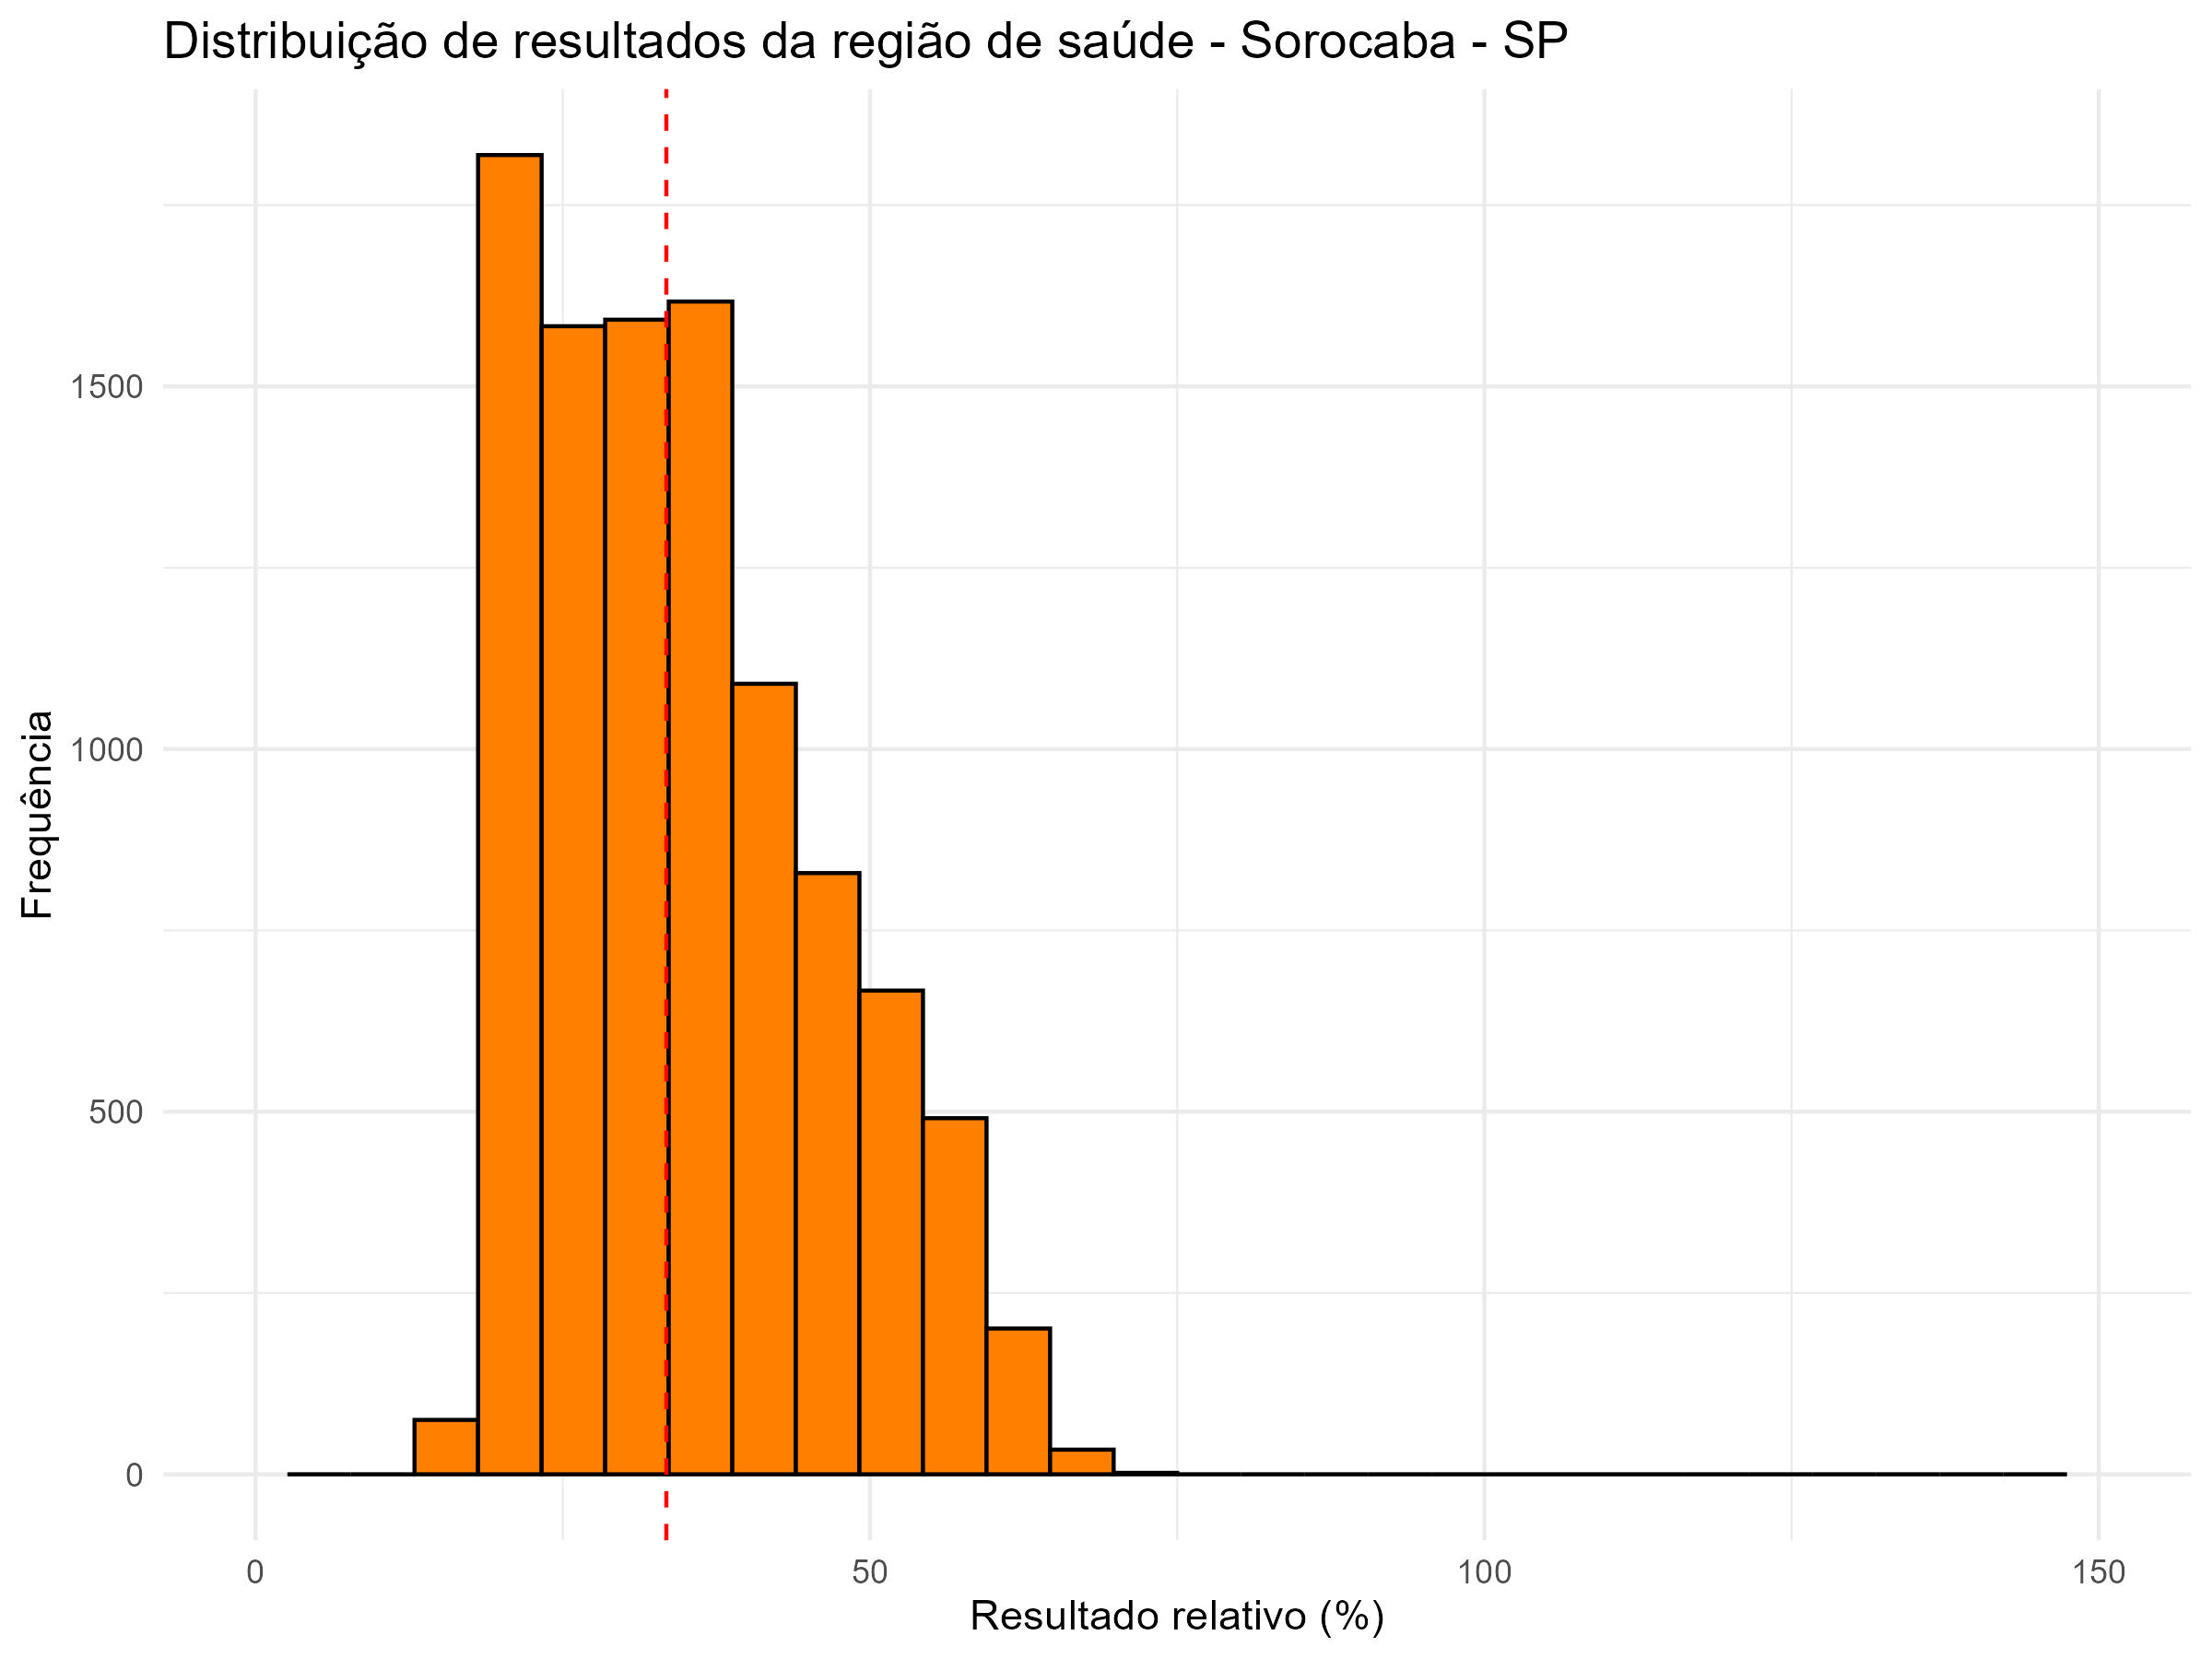 Distribuição de resultados da região de saúde - Sorocaba - SP
Frequência
1500
1000
500
0
0 50 100 150
Resultado relativo (%)